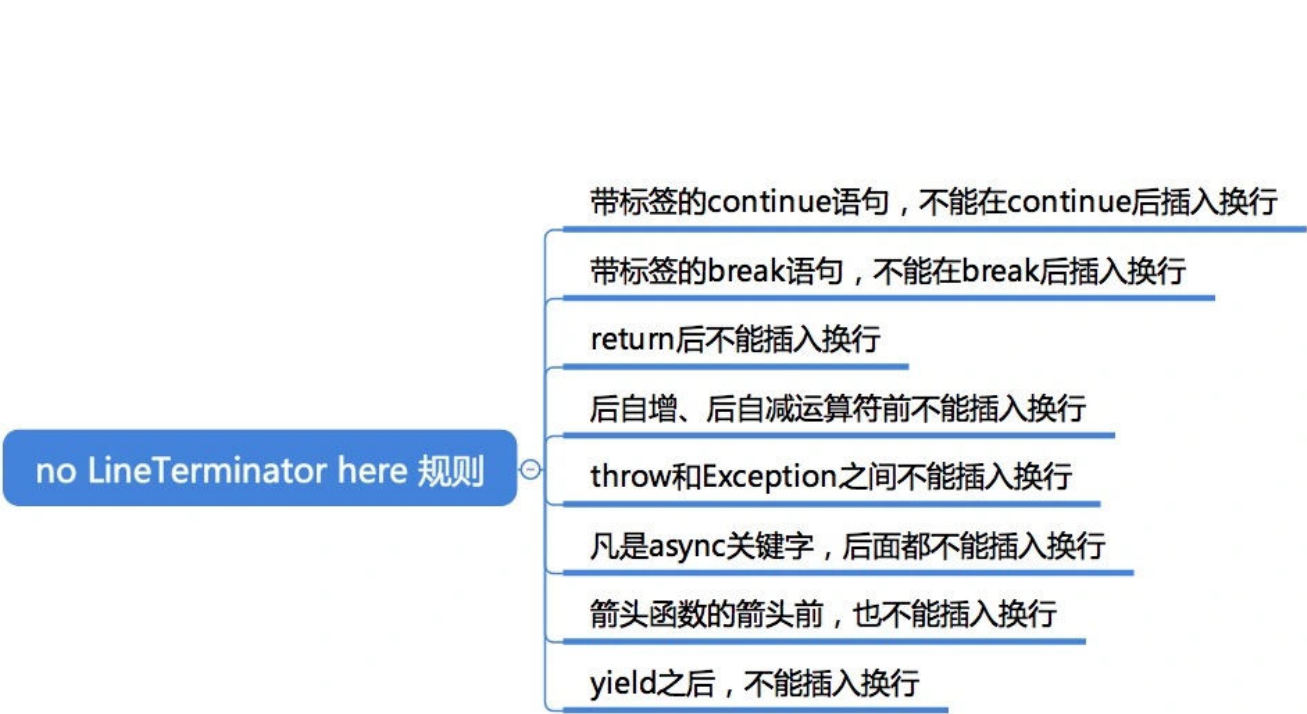 带标签的continue语句，不能在continue后插入换行
带标签的break语句，不能在break后插入换行
return后不能插入换行
后自增、后自减运算符前不能插入换行
no LineTerminator here 规则
throw和Exception之间不能插入换行
凡是async关键字，后面都不能插入换行
箭头函数的箭头前，也不能插入换行
yield之后，不能插入换行